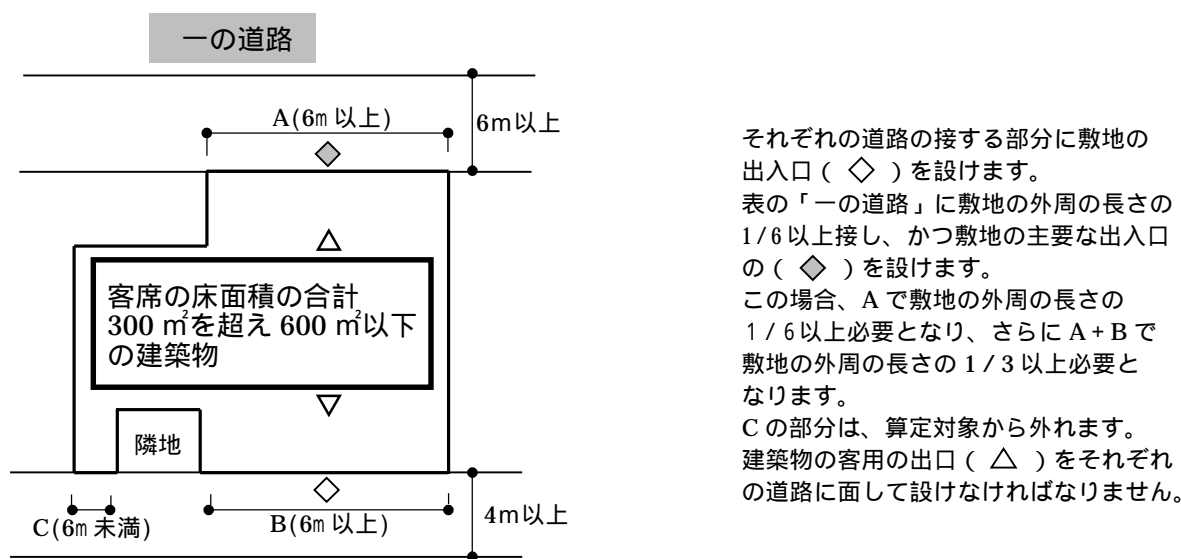 一の道路
A(6m 以上)
6m以上
客席の床面積の合計
300 ㎡を超え 600 ㎡以下
の建築物
隣地
C(6m 未満)
B(6m 以上)
4m以上
それぞれの道路の接する部分に敷地の
出入口( ◇ )を設けます。
表の「一の道路」に敷地の外周の長さの
1/6以上接し、かつ敷地の主要な出入口
の( ◆ )を設けます。
この場合、A で敷地の外周の長さの
1/6以上必要となり、さらに A+B で
敷地の外周の長さの 1/3 以上必要と
なります。
C の部分は、算定対象から外れます。
建築物の客用の出口( △ )をそれぞれ
の道路に面して設けなければなりません。